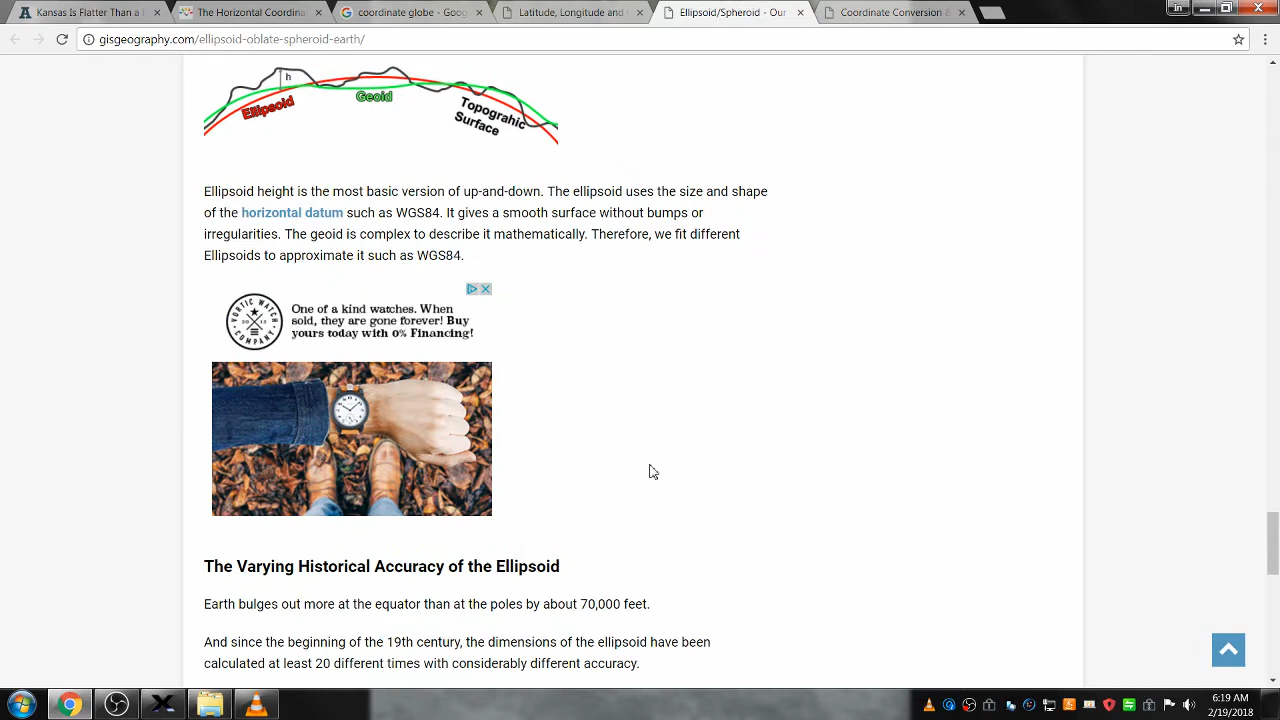 Kansas Is Flatter Than a
The Horizontal Coordina
coordinate globe - Goog
Latitude, Longitude and
Ellipsoid/Spheroid - Our
Coordinate Conversion
gisgeography.com/ellipsoid-oblate-spheroid-earth/
h
Ellipsoid
Geoid
Topograhic
Surface
Ellipsoid height is the most basic version of up-and-down. The ellipsoid uses the size and shape
of the horizontal datum such as WGS84. It gives a smooth surface without bumps or
irregularities. The geoid is complex to describe it mathematically. Therefore, we fit different
Ellipsoids to approximate it such as WGS84.
VORTIC WATCH COMPANY
One of a kind watches. When
sold, they are gone forever! Buy
yours today with 0% Financing!
The Varying Historical Accuracy of the Ellipsoid
Earth bulges out more at the equator than at the poles by about 70,000 feet.
And since the beginning of the 19th century, the dimensions of the ellipsoid have been
calculated at least 20 different times with considerably different accuracy.
6:19 AM
2/19/2018